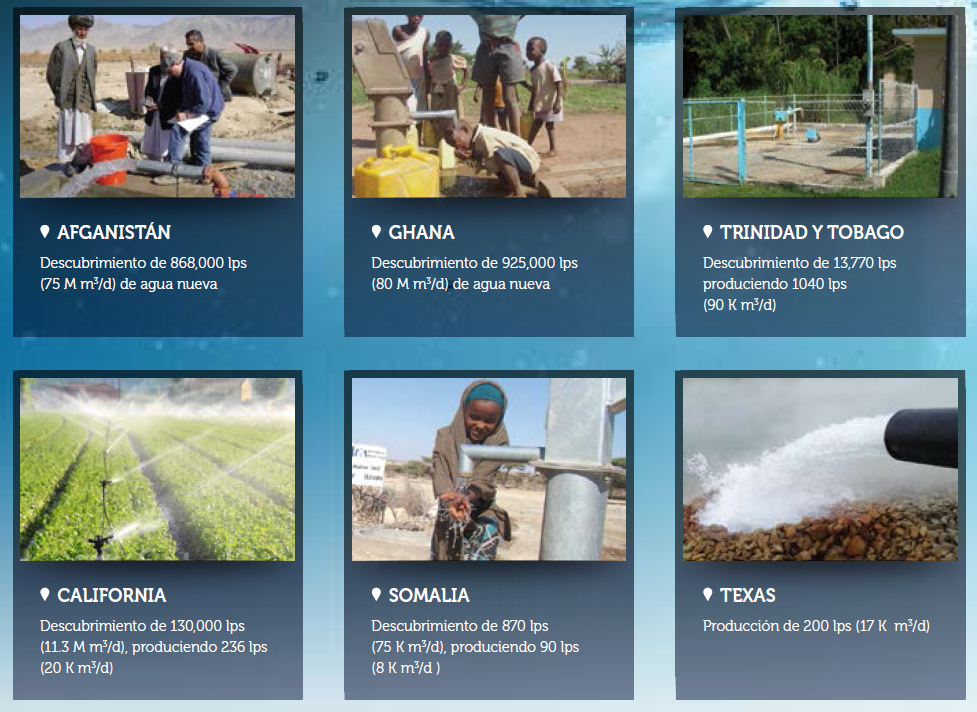 AFGANISTÁN
Descubrimiento de 868,000 lps
(75 M m³/d) de agua nueva
GHANA
Descubrimiento de 925,000 lps
(80 M m³/d) de agua nueva
TRINIDAD Y TOBAGO
Descubrimiento de 13,770 lps
produciendo 1040 lps
(90 K m³/d)
CALIFORNIA
Descubrimiento de 130,000 lps
(11.3 M m³/d), produciendo 236 lps
(20 K m³/d)
SOMALIA
Descubrimiento de 870 lps
(75 K m³/d), produciendo 90 lps
(8 K m³/d )
TEXAS
Producción de 200 lps (17 K  m³/d)